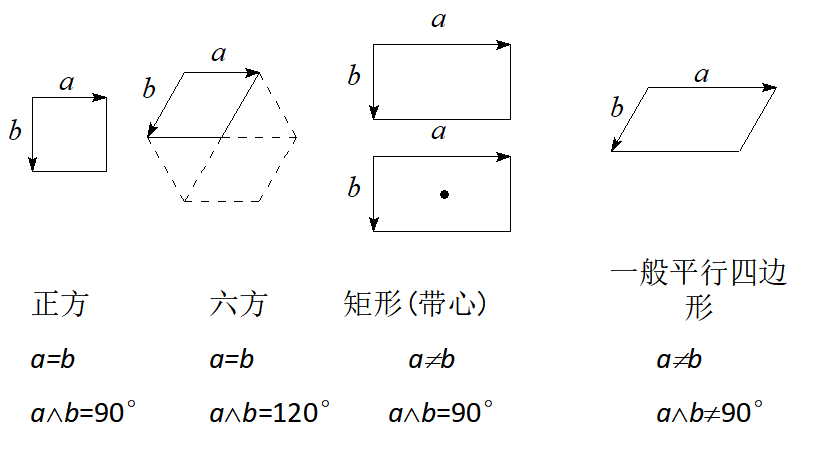 a
b
a
b
a
b
a
b
a
b
正方
六方
矩形(带心)
一般平行四边
形
a=b
a=b
a≠b
a≠b
a∧b=90°
a∧b=120°
a∧b=90°
a∧b≠90°